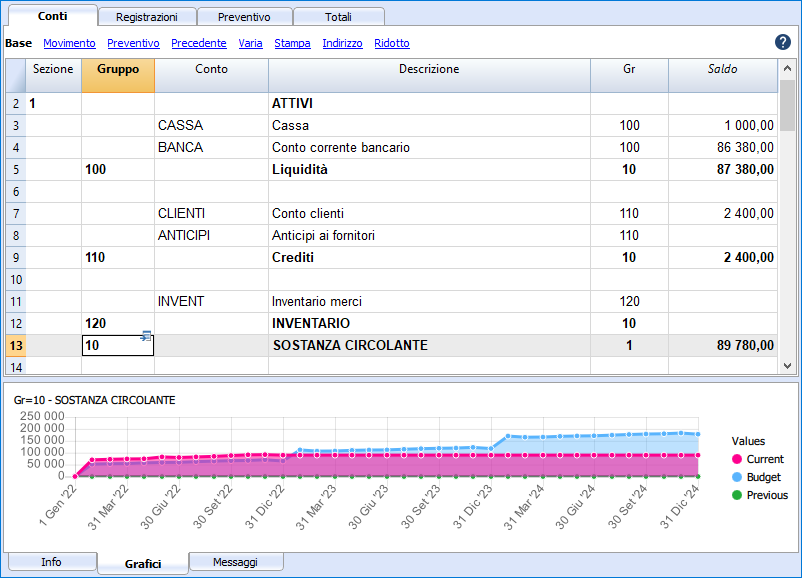 Conti Registrazioni Preventivo Totali
Base Movimento Preventivo Precedente Varia Stampa Indirizzo Ridotto ?
Sezione Gruppo Conto Descrizione Gr Saldo
2 1 ATTIVI
3 CASSA Cassa 100 1 000,00
4 BANCA Conto corrente bancario 100 86 380,00
5 100 Liquidità 10 87 380,00
6
7 CLIENTI Conto clienti 110 2 400,00
8 ANTICIPI Anticipi ai fornitori 110
9 110 Crediti 10 2 400,00
10
11 INVENT Inventario merci 120
12 120 INVENTARIO 10
13 10 SOSTANZA CIRCOLANTE 1 89 780,00
14
Gr=10 - SOSTANZA CIRCOLANTE
250 000
200 000
150 000
100 000
50 000
0
1 Gen '22 31 Mar '22 30 Giu '22 30 Set '22 31 Dic '22 31 Mar '23 30 Giu '23 30 Set '23 31 Dic '23 31 Mar '24 30 Giu '24 30 Set '24 31 Dic '24
Values
Current
Budget
Previous
Info Grafici Messaggi